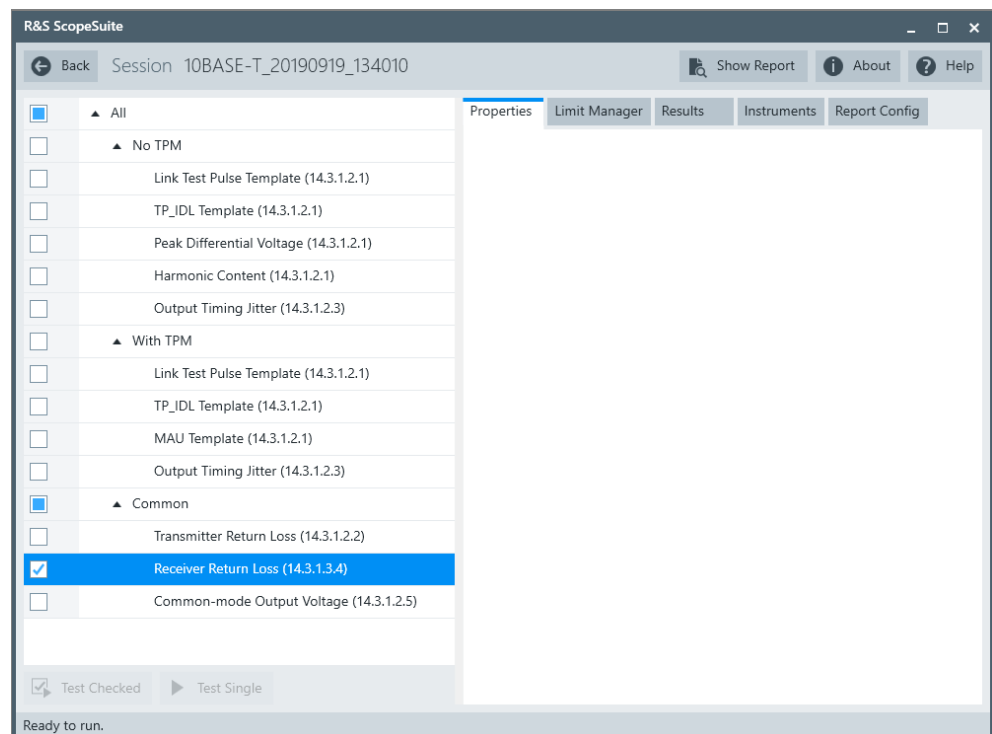 R&S ScopeSuite
Back Session 10BASE-T_20190919_134010 Show Report About Help
All
No TPM
Link Test Pulse Template (14.3.1.2.1)
TP_IDL Template (14.3.1.2.1)
Peak Differential Voltage (14.3.1.2.1)
Harmonic Content (14.3.1.2.1)
Output Timing Jitter (14.3.1.2.3)
With TPM
Link Test Pulse Template (14.3.1.2.1)
TP_IDL Template (14.3.1.2.1)
MAU Template (14.3.1.2.1)
Output Timing Jitter (14.3.1.2.3)
Common
Transmitter Return Loss (14.3.1.2.2)
Receiver Return Loss (14.3.1.3.4)
Common-mode Output Voltage (14.3.1.2.5)
Test Checked Test Single
Properties Limit Manager Results Instruments Report Config
Ready to run.